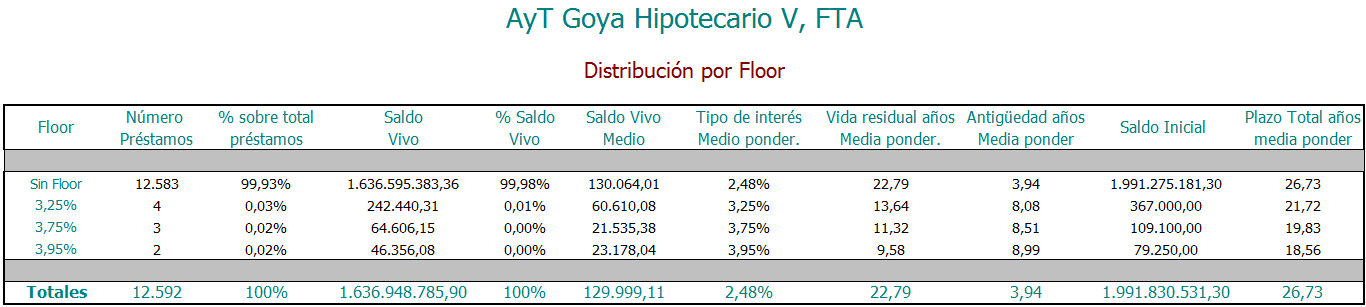 AyT Goya Hipotecario V, FTA
Distribución por Floor
Floor Número Préstamos % sobre total préstamos Saldo Vivo % Saldo Vivo Saldo Vivo Medio Tipo de interés Medio ponder. Vida residual años Media ponder. Antigüedad años Media ponder Saldo Inicial Plazo Total años media ponder
Sin Floor 12.583 99,93% 1.636.595.383,36 99,98% 130.064,01 2,48% 22,79 3,94 1.991.275.181,30 26,73
3,25% 4 0,03% 242.440,31 0,01% 60.610,08 3,25% 13,64 8,08 367.000,00 21,72
3,75% 3 0,02% 64.606,15 0,00% 21.535,38 3,75% 11,32 8,51 109.100,00 19,83
3,95% 2 0,02% 46.356,08 0,00% 23.178,04 3,95% 9,58 8,99 79.250,00 18,56
Totales 12.592 100% 1.636.948.785,90 100% 129.999,11 2,48% 22,79 3,94 1.991.830.531,30 26,73